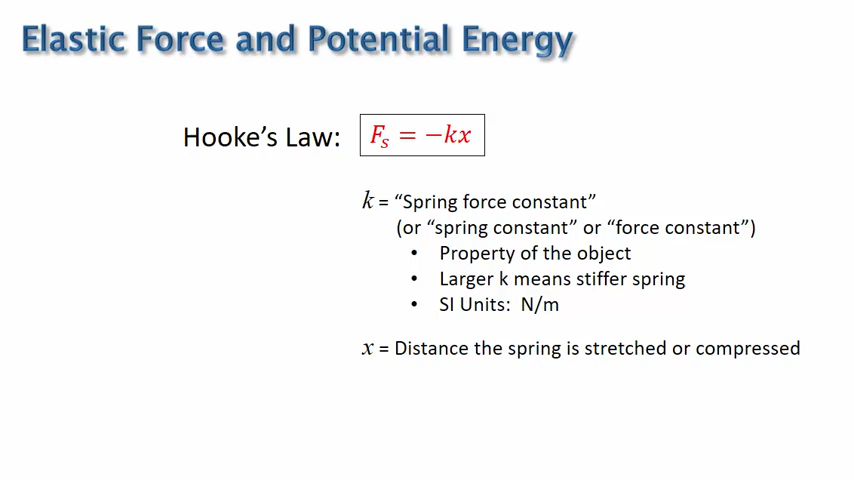 Elastic Force and Potential Energy
Hooke’s Law: Fₛ = −kx
k = “Spring force constant”
(or “spring constant” or “force constant”)
• Property of the object
• Larger k means stiffer spring
• SI Units: N/m
x = Distance the spring is stretched or compressed